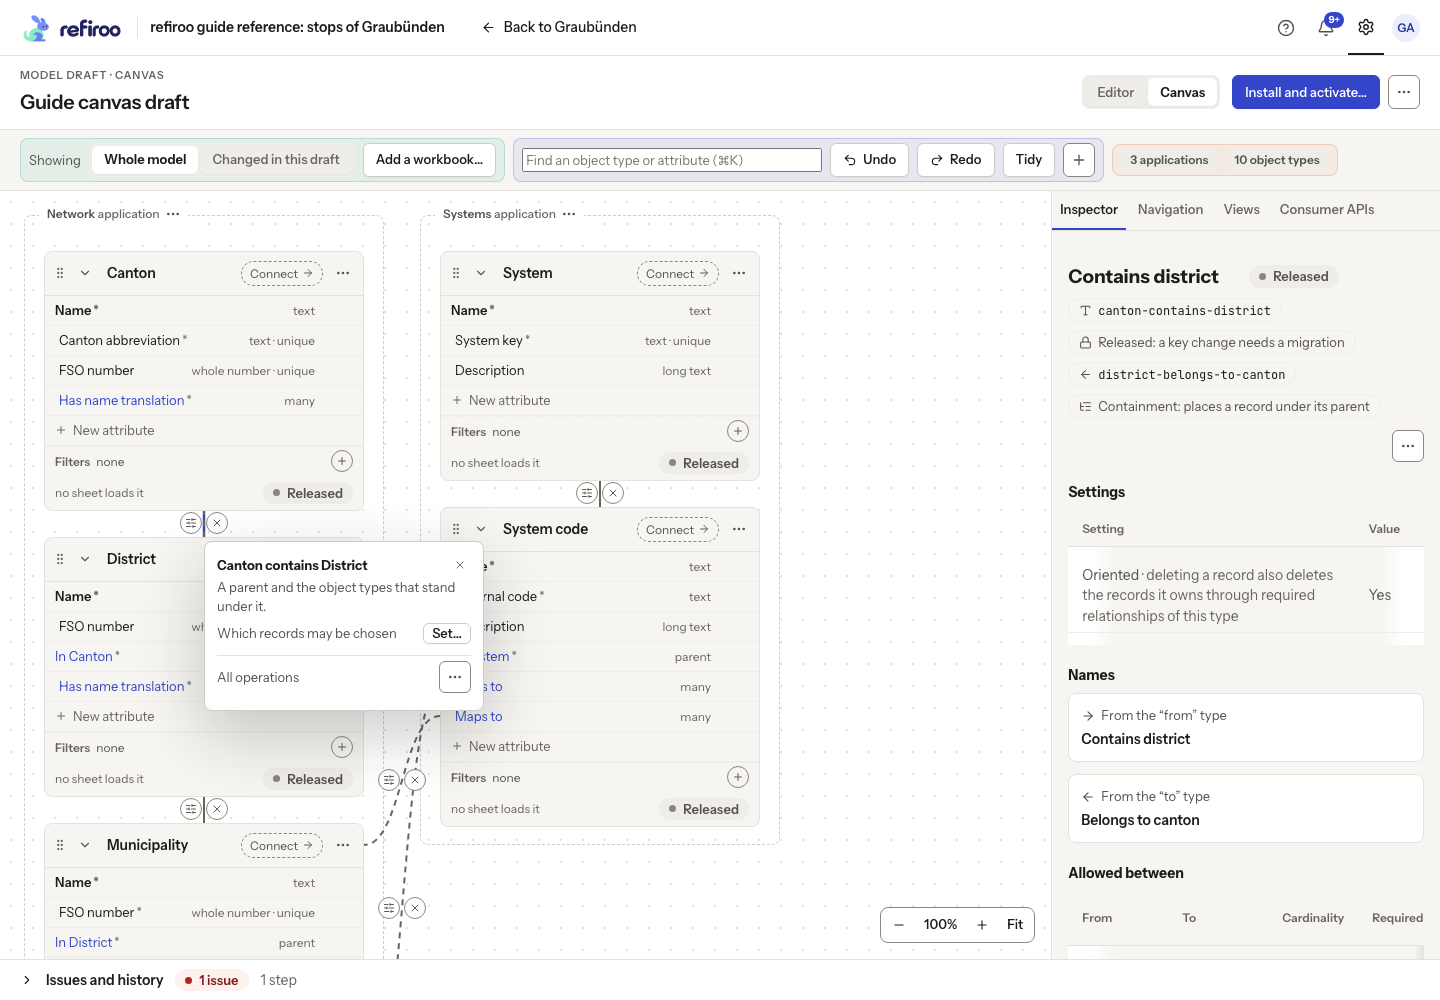 refiroo
refiroo guide reference: stops of Graubünden
Back to Graubünden
9+
GA
MODEL DRAFT · CANVAS
Guide canvas draft
Editor
Canvas
Install and activate...
Showing
Whole model
Changed in this draft
Add a workbook...
Find an object type or attribute (⌘K)
Undo
Redo
Tidy
3 applications
10 object types
Network application
Canton
Connect
Name * text
Canton abbreviation * text · unique
FSO number whole number · unique
Has name translation * many
New attribute
Filters none
no sheet loads it
Released
District
Name *
FSO number wh
In Canton *
Has name translation *
New attribute
Filters none
no sheet loads it
Released
Municipality
Connect
Name * text
FSO number * whole number · unique
In District * parent
Canton contains District
A parent and the object types that stand
under it.
Which records may be chosen
Set...
All operations
Systems application
System
Connect
Name * text
System key * text · unique
Description long text
New attribute
Filters none
no sheet loads it
Released
System code
Connect
e * text
rnal code * text
cription long text
stem * parent
s to many
Maps to many
New attribute
Filters none
no sheet loads it
Released
100%
Fit
Inspector
Navigation
Views
Consumer APIs
Contains district
Released
canton-contains-district
Released: a key change needs a migration
district-belongs-to-canton
Containment: places a record under its parent
Settings
Setting Value
Oriented · deleting a record also deletes
the records it owns through required
relationships of this type
Yes
Names
From the “from” type
Contains district
From the “to” type
Belongs to canton
Allowed between
From To Cardinality Required
Issues and history
1 issue
1 step